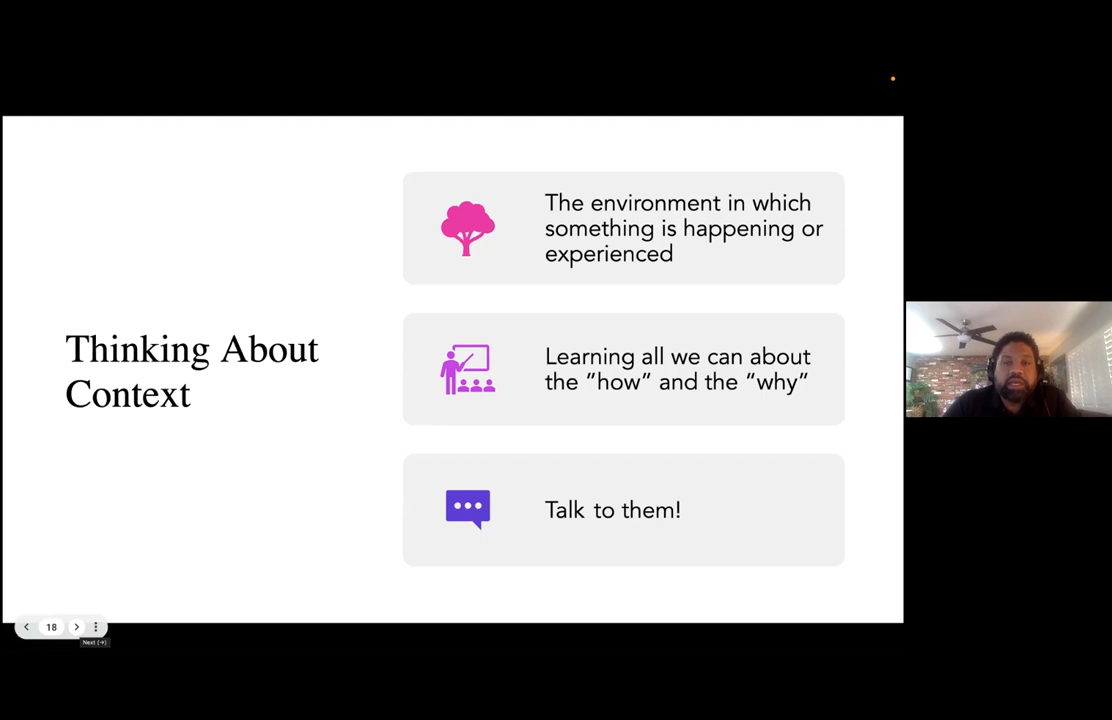 Thinking About
Context
The environment in which
something is happening or
experienced
Learning all we can about
the ”how” and the “why”
Talk to them!
18
Next (→)